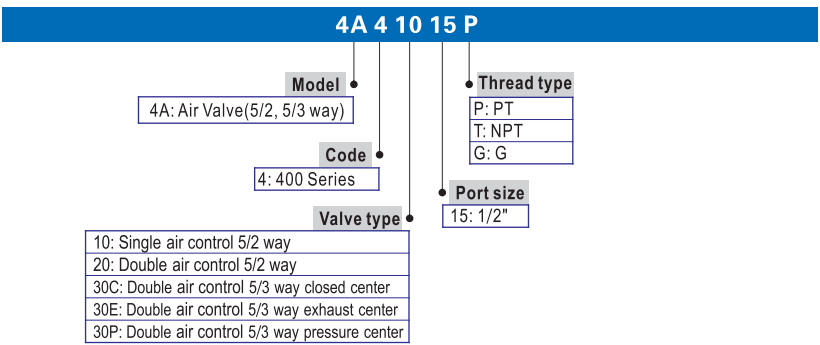 4A 4 10 15 P
Model
4A: Air Valve(5/2, 5/3 way)
Code
4: 400 Series
Valve type
10: Single air control 5/2 way
20: Double air control 5/2 way
30C: Double air control 5/3 way closed center
30E: Double air control 5/3 way exhaust center
30P: Double air control 5/3 way pressure center
Thread type
P: PT
T: NPT
G: G
Port size
15: 1/2"